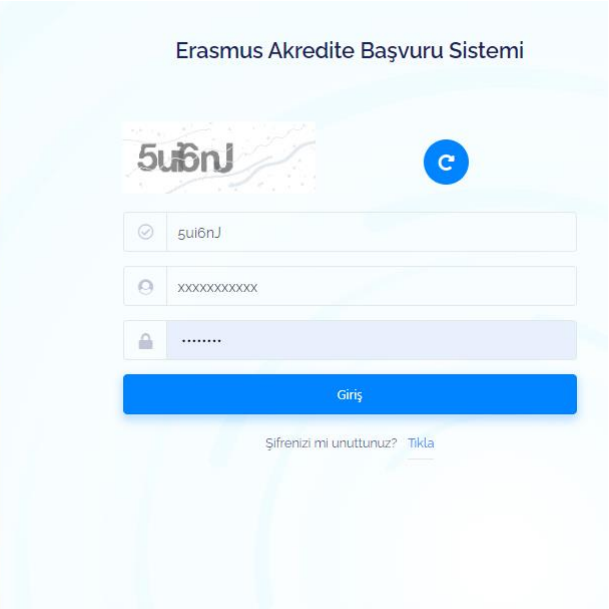 Erasmus Akredite Başvuru Sistemi
5ui6nJ
5ui6nJ
xxxxxxxxxxx
••••••••
Giriş
Şifrenizi mi unuttunuz? Tıkla